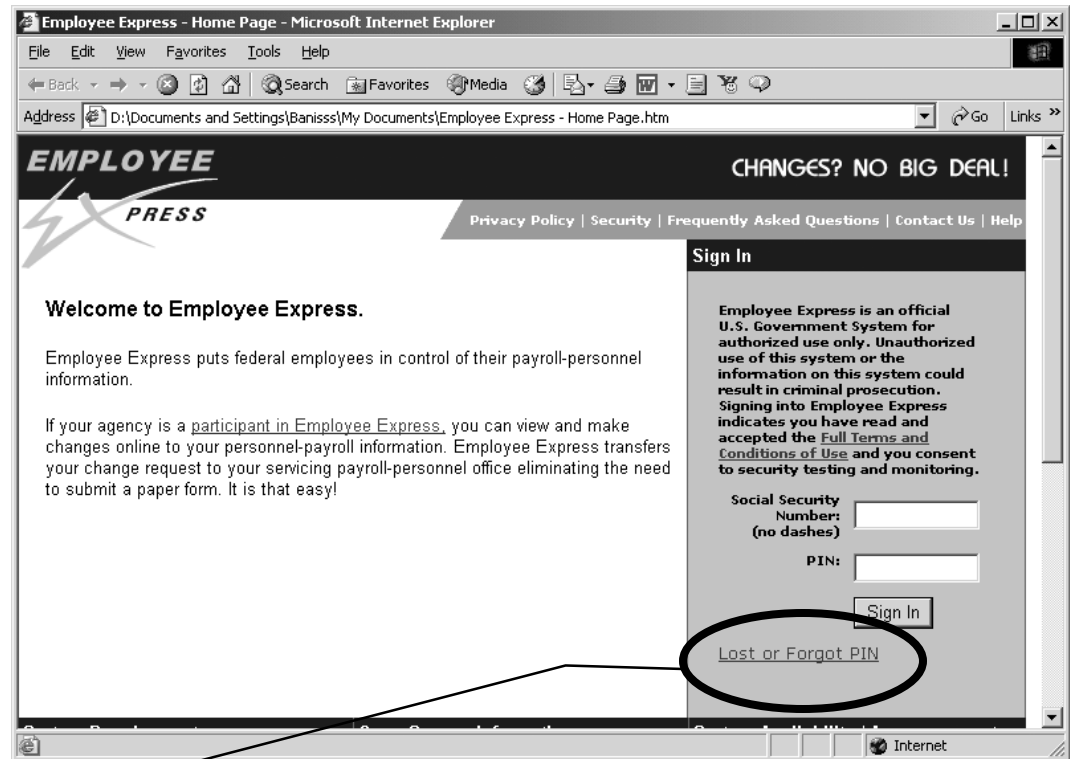 Employee Express - Home Page - Microsoft Internet Explorer
File Edit View Favorites Tools Help
Back Search Favorites Media
Address D:\Documents and Settings\Banisss\My Documents\Employee Express - Home Page.htm Go Links »
EMPLOYEE
EXPRESS
CHANGES? NO BIG DEAL!
Privacy Policy | Security | Frequently Asked Questions | Contact Us | Help
Welcome to Employee Express.
Employee Express puts federal employees in control of their payroll-personnel
information.
If your agency is a participant in Employee Express, you can view and make
changes online to your personnel-payroll information. Employee Express transfers
your change request to your servicing payroll-personnel office eliminating the need
to submit a paper form. It is that easy!
Sign In
Employee Express is an official
U.S. Government System for
authorized use only. Unauthorized
use of this system or the
information on this system could
result in criminal prosecution.
Signing into Employee Express
indicates you have read and
accepted the Full Terms and
Conditions of Use and you consent
to security testing and monitoring.
Social Security
Number:
(no dashes)
PIN:
Sign In
Lost or Forgot PIN
Internet